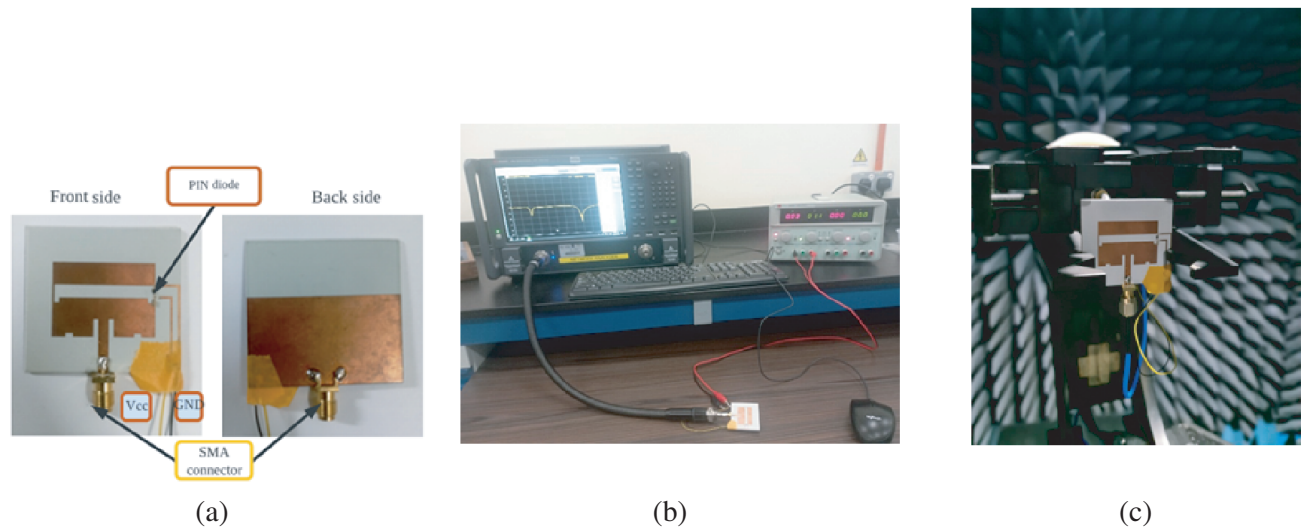 PIN diode
Front side
Back side
Vcc
GND
SMA
connector
(a)
(b)
(c)